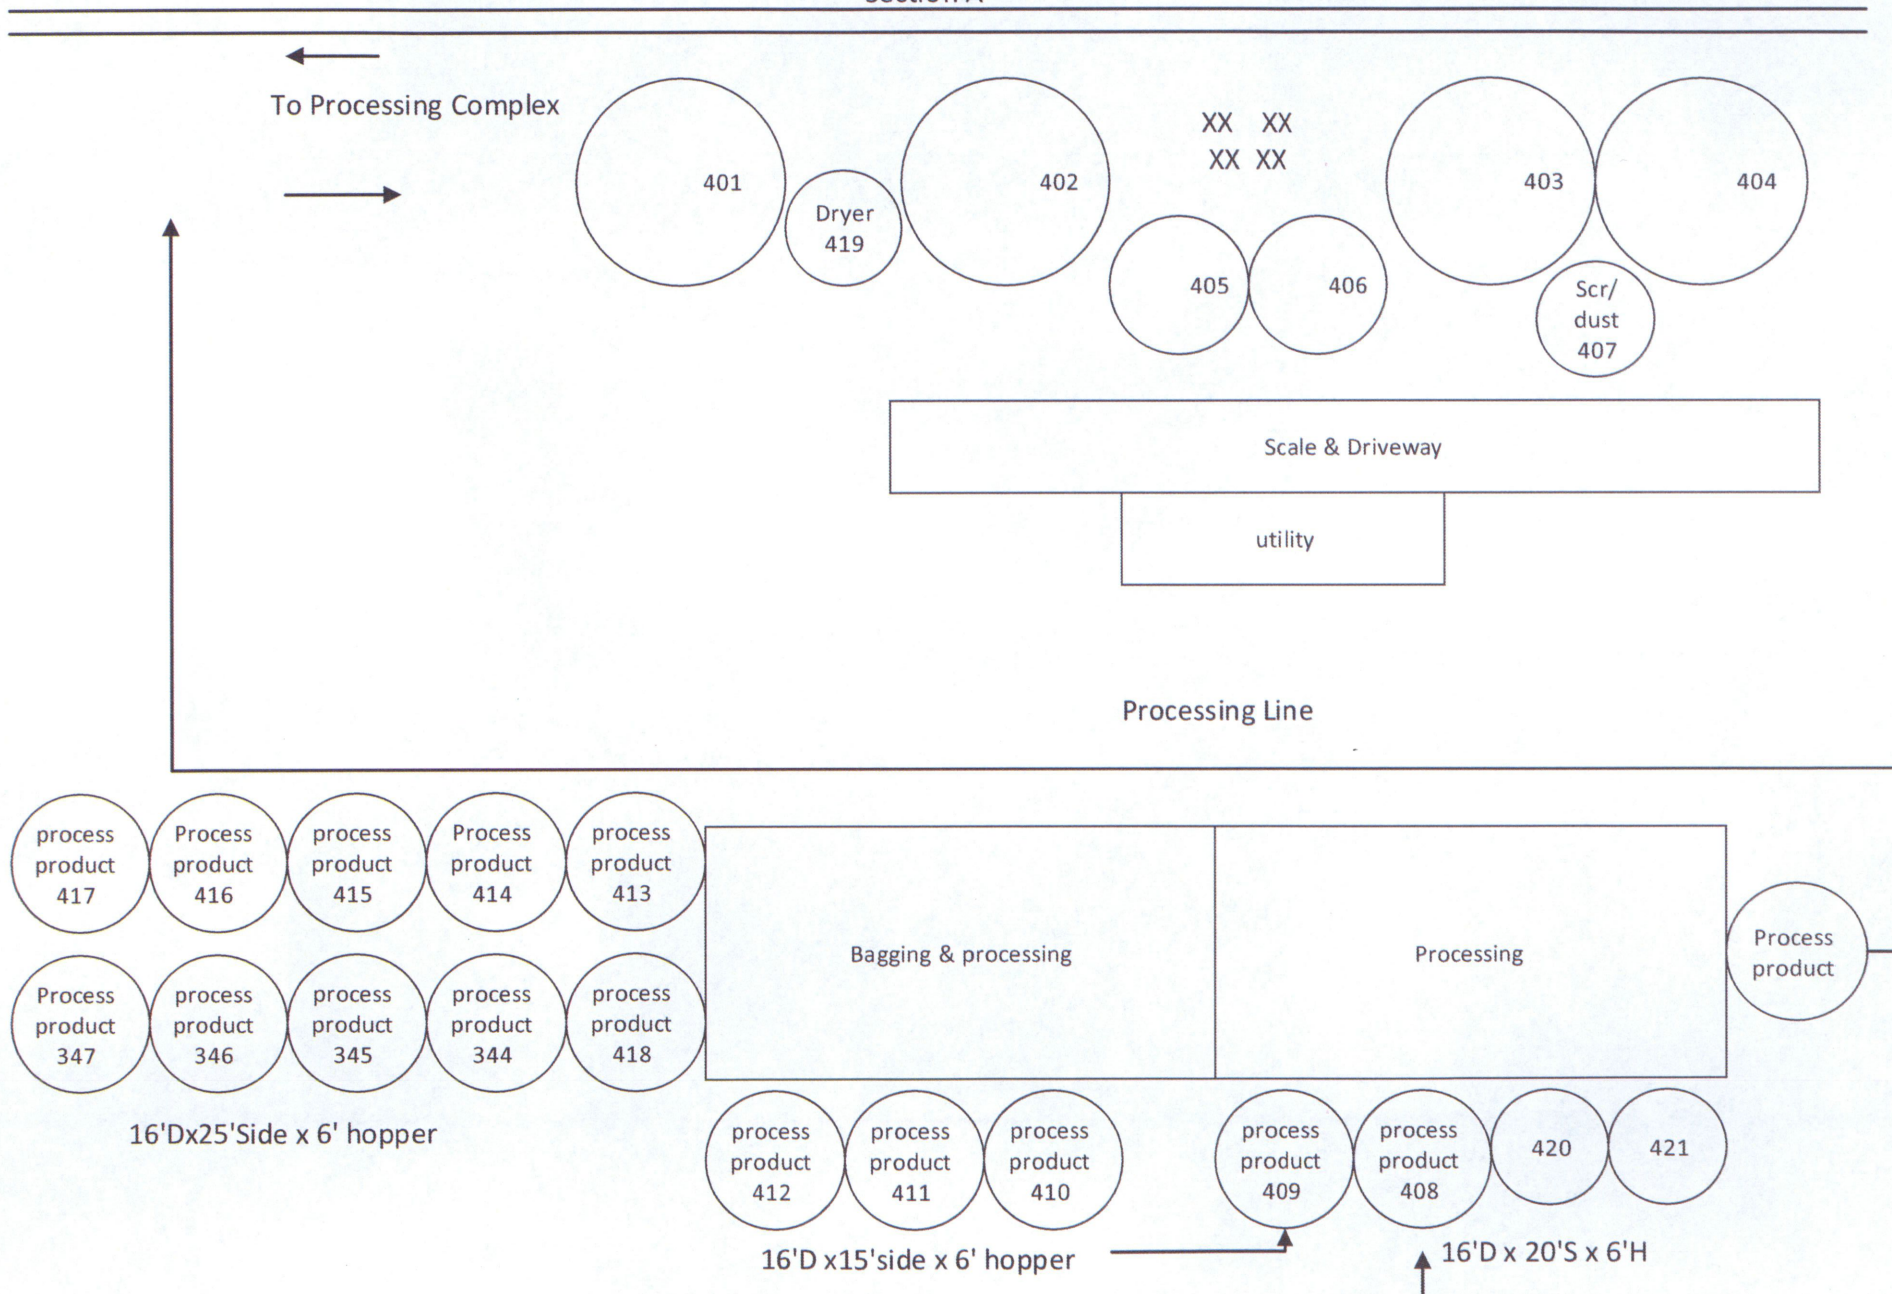 Section A
To Processing Complex
401
Dryer
419
402
XX XX
XX XX
405
406
403
404
Scr/
dust
407
Scale & Driveway
utility
Processing Line
process
product
417
Process
product
416
process
product
415
Process
product
414
process
product
413
Process
product
347
process
product
346
process
product
345
process
product
344
process
product
418
Bagging & processing
Processing
Process
product
16'Dx25'Side x 6' hopper
process
product
412
process
product
411
process
product
410
process
product
409
process
product
408
420
421
16'D x15'side x 6' hopper
16'D x 20'S x 6'H